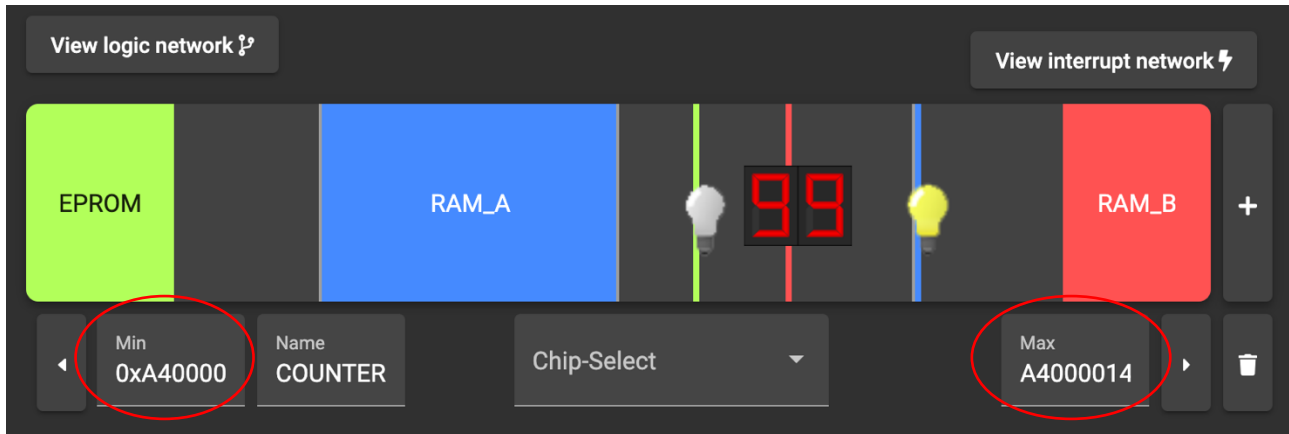 View logic network
View interrupt network
EPROM
RAM_A
99
RAM_B
+
Min
0xA40000
Name
COUNTER
Chip-Select
Max
A4000014